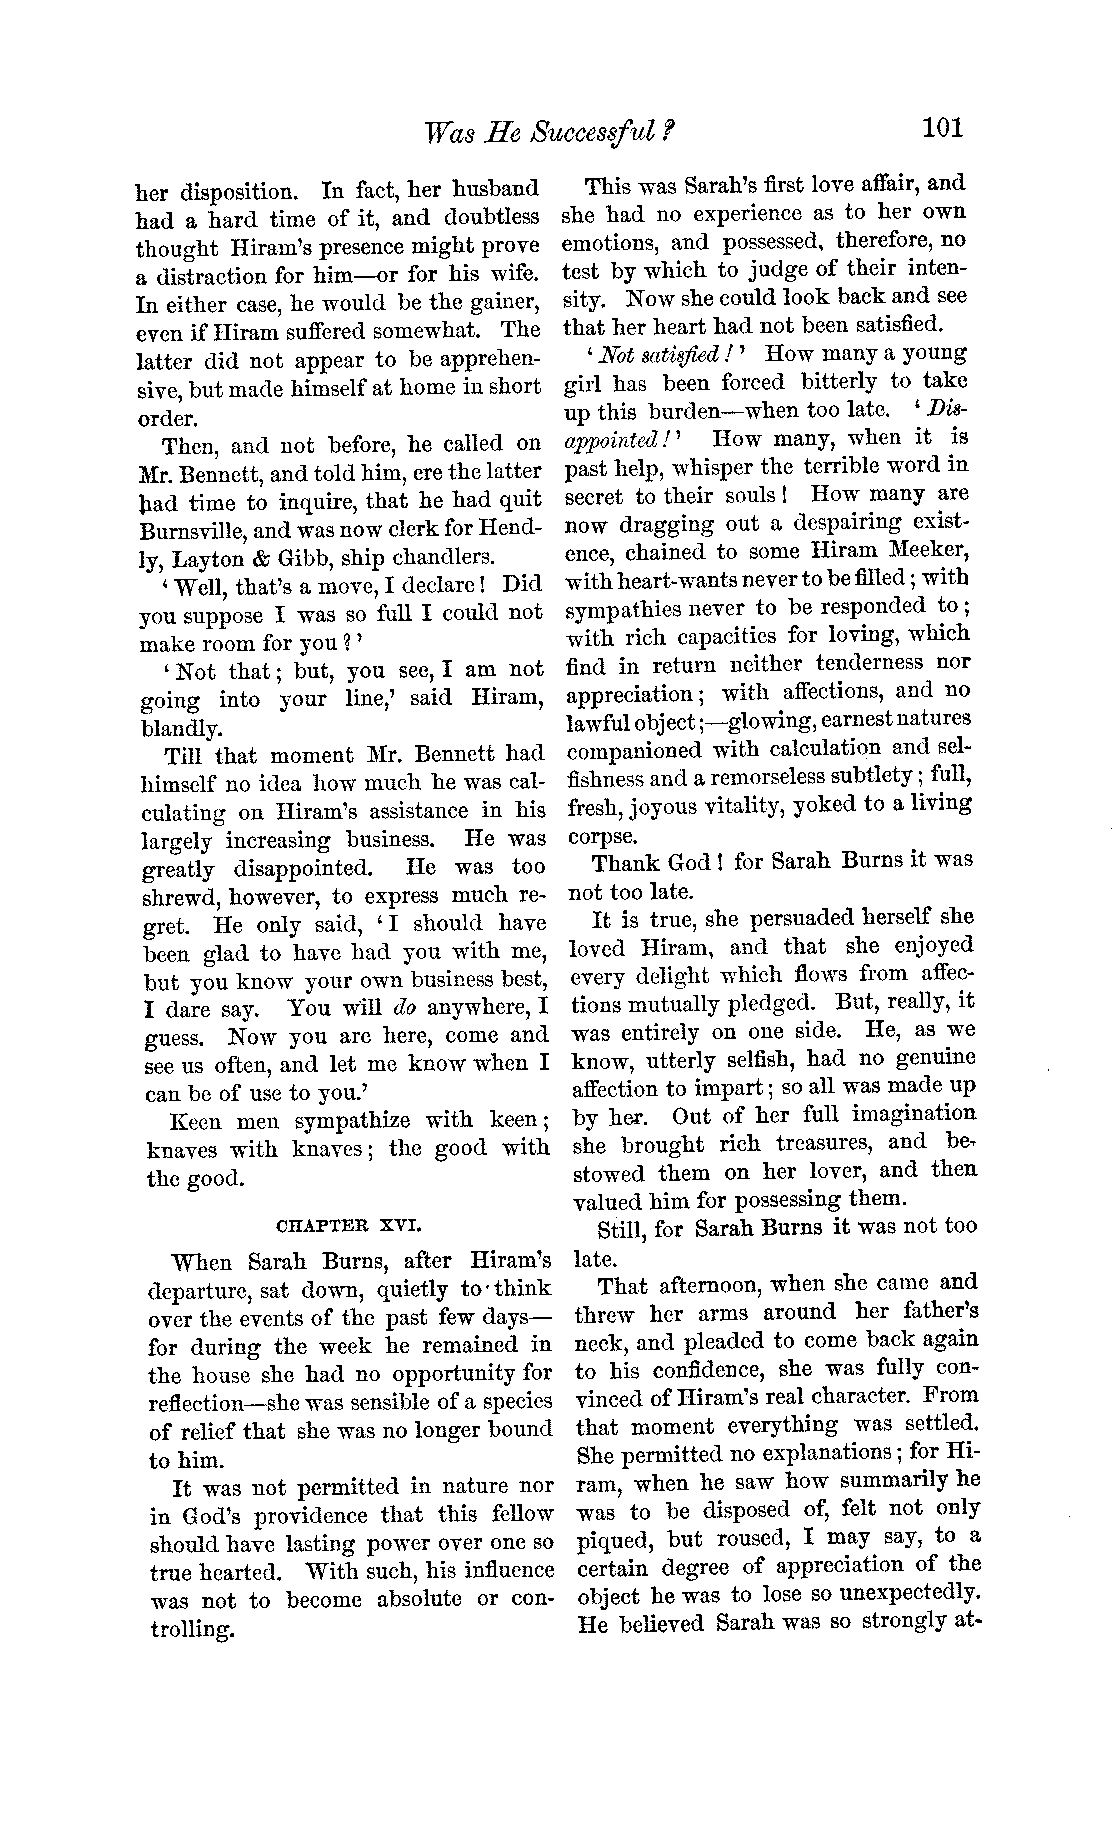 Was He Successful ? 101
her disposition. In fact, her husband
had a hard time of it, and doubtless
thought Hiram's presence might prove
a distraction for him—or for his wife.
In either case, he would be the gainer,
even if Hiram suffered somewhat. The
latter did not appear to be apprehen-
sive, but made himself at home in short
order.
Then, and not before, he called on
Mr. Bennett, and told him, ere the latter
had time to inquire, that he had quit
Burnsville, and was now clerk for Hend-
ly, Layton & Gibb, ship chandlers.
‘Well, that's a move, I declare! Did
you suppose I was so full I could not
make room for you?’
‘Not that; but, you see, I am not
going into your line,’ said Hiram,
blandly.
Till that moment Mr. Bennett had
himself no idea how much he was cal-
culating on Hiram's assistance in his
largely increasing business. He was
greatly disappointed. He was too
shrewd, however, to express much re-
gret. He only said, ‘I should have
been glad to have had you with me,
but you know your own business best,
I dare say. You will do anywhere, I
guess. Now you are here, come and
see us often, and let me know when I
can be of use to you.’
Keen men sympathize with keen;
knaves with knaves; the good with
the good.
CHAPTER XVI.
When Sarah Burns, after Hiram's
departure, sat down, quietly to think
over the events of the past few days—
for during the week he remained in
the house she had no opportunity for
reflection—she was sensible of a species
of relief that she was no longer bound
to him.
It was not permitted in nature nor
in God's providence that this fellow
should have lasting power over one so
true hearted. With such, his influence
was not to become absolute or con-
trolling.
This was Sarah's first love affair, and
she had no experience as to her own
emotions, and possessed, therefore, no
test by which to judge of their inten-
sity. Now she could look back and see
that her heart had not been satisfied.
‘Not satisfied!’ How many a young
girl has been forced bitterly to take
up this burden—when too late. ‘Dis-
appointed!’ How many, when it is
past help, whisper the terrible word in
secret to their souls! How many are
now dragging out a despairing exist-
ence, chained to some Hiram Meeker,
with heart-wants never to be filled; with
sympathies never to be responded to;
with rich capacities for loving, which
find in return neither tenderness nor
appreciation; with affections, and no
lawful object;—glowing, earnest natures
companioned with calculation and sel-
fishness and a remorseless subtlety; full,
fresh, joyous vitality, yoked to a living
corpse.
Thank God! for Sarah Burns it was
not too late.
It is true, she persuaded herself she
loved Hiram, and that she enjoyed
every delight which flows from affec-
tions mutually pledged. But, really, it
was entirely on one side. He, as we
know, utterly selfish, had no genuine
affection to impart; so all was made up
by her. Out of her full imagination
she brought rich treasures, and be-
stowed them on her lover, and then
valued him for possessing them.
Still, for Sarah Burns it was not too
late.
That afternoon, when she came and
threw her arms around her father's
neck, and pleaded to come back again
to his confidence, she was fully con-
vinced of Hiram's real character. From
that moment everything was settled.
She permitted no explanations; for Hi-
ram, when he saw how summarily he
was to be disposed of, felt not only
piqued, but roused, I may say, to a
certain degree of appreciation of the
object he was to lose so unexpectedly.
He believed Sarah was so strongly at-